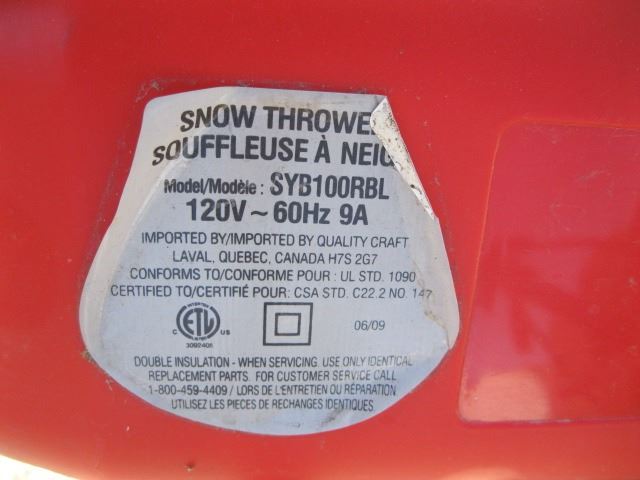 SNOW THROWE
SOUFFLEUSE À NEIG
Model/Modèle : SYB100RBL
120V ~ 60Hz 9A
IMPORTED BY/IMPORTED BY QUALITY CRAFT
LAVAL, QUEBEC, CANADA H7S 2G7
CONFORMS TO/CONFORME POUR : UL STD. 1090
CERTIFIED TO/CERTIFIÉ POUR: CSA STD. C22.2 NO. 147
C ETL US
3092405
06/09
DOUBLE INSULATION - WHEN SERVICING, USE ONLY IDENTICAL
REPLACEMENT PARTS. FOR CUSTOMER SERVICE CALL
1-800-459-4409 / LORS DE L'ENTRETIEN OU RÉPARATION
UTILISEZ LES PIECES DE RECHANGES IDENTIQUES.